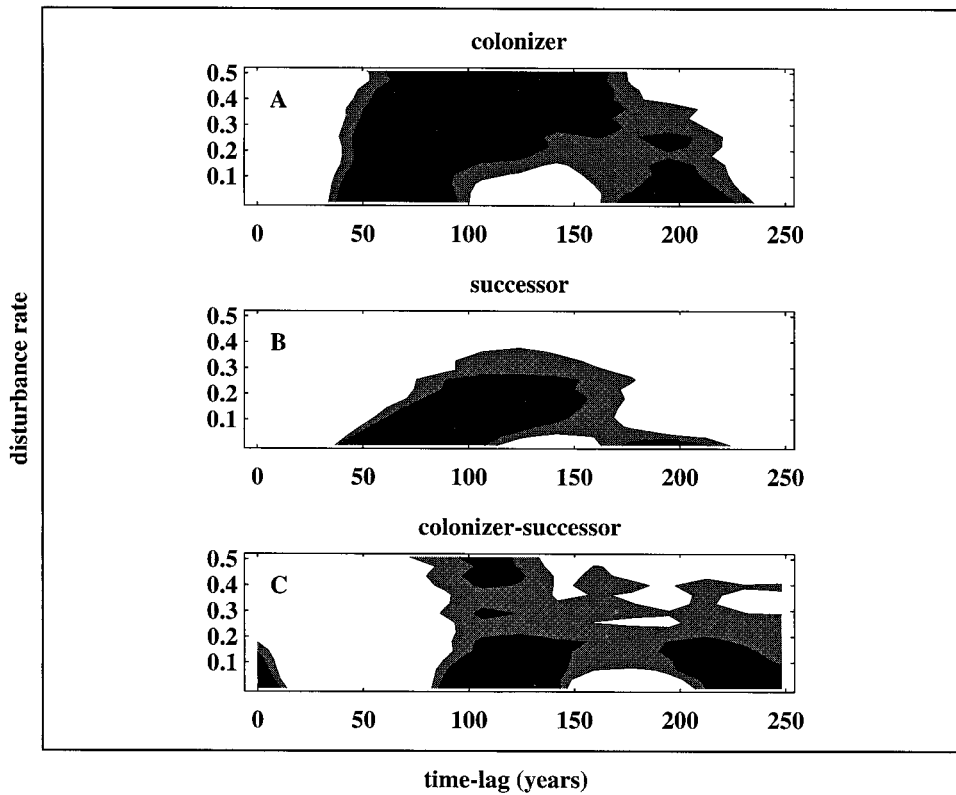 colonizer
A
0.5
0.4
0.3
0.2
0.1
0 50 100 150 200 250
successor
B
0.5
0.4
0.3
0.2
0.1
0 50 100 150 200 250
colonizer-successor
C
0.5
0.4
0.3
0.2
0.1
0 50 100 150 200 250
disturbance rate
time-lag (years)